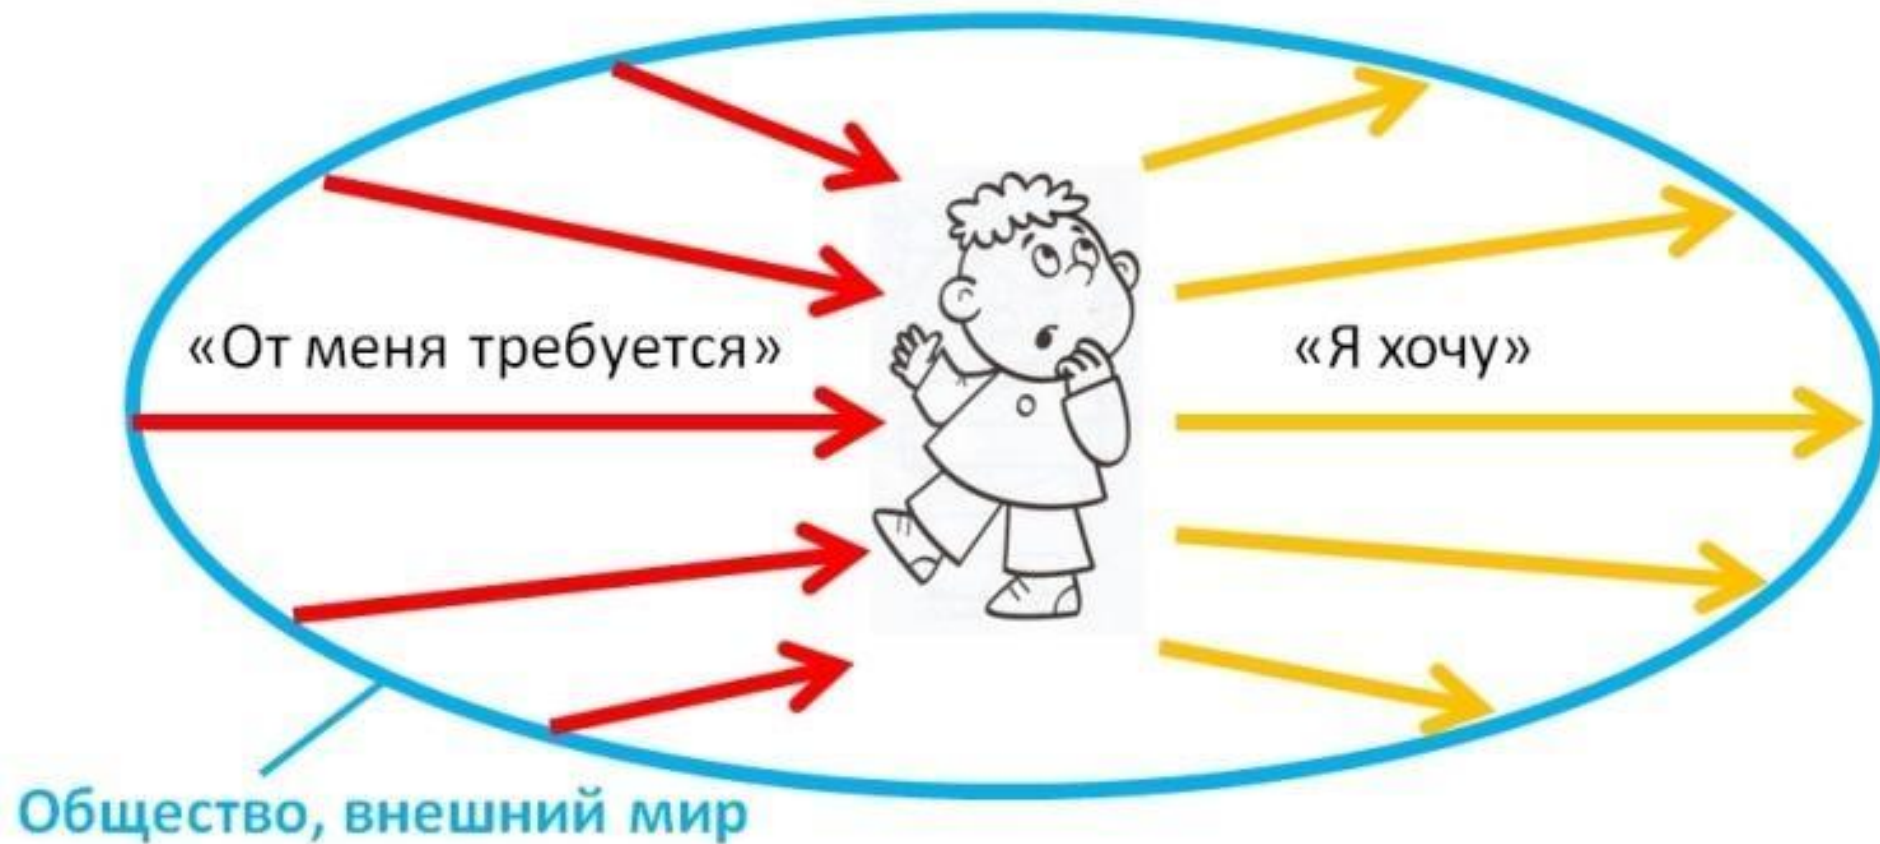 «От меня требуется»
«Я хочу»
Общество, внешний мир